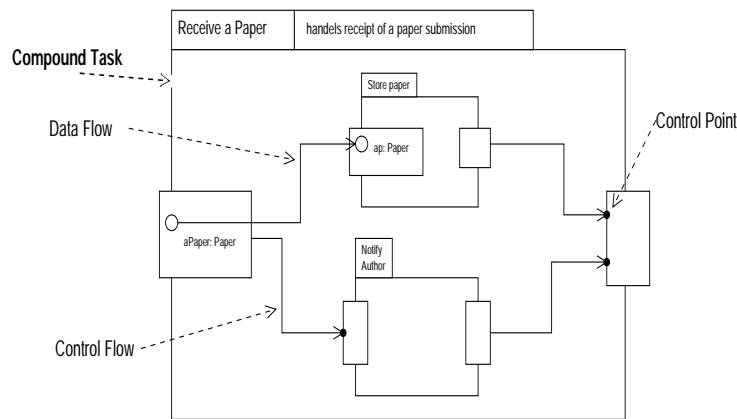 Receive a Paper
handels receipt of a paper submission
Compound Task
Store paper
Control Point
Data Flow
ap: Paper
aPaper: Paper
Notify
Author
Control Flow